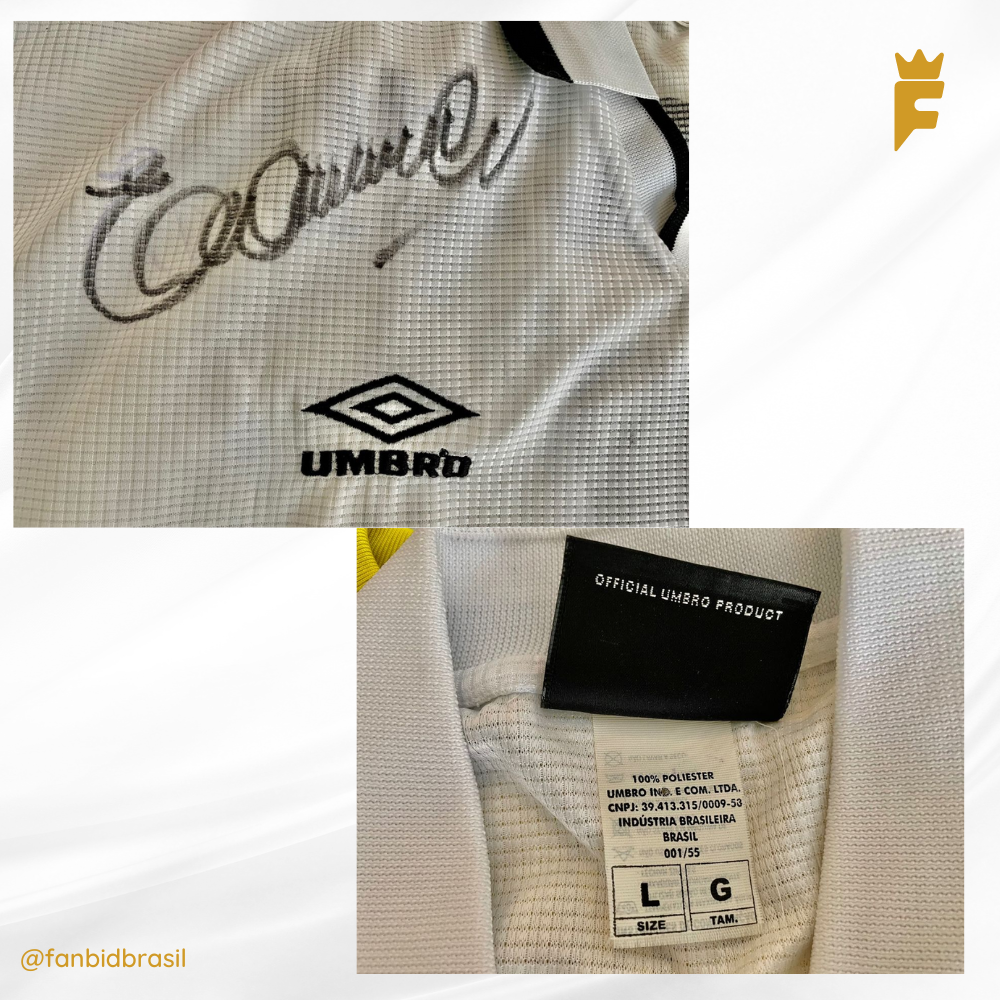 UMBRO
OFFICIAL UMBRO PRODUCT
100% POLIESTER
UMBRO IND. E COM. LTDA.
CNPJ: 39.413.315/0009-53
INDÚSTRIA BRASILEIRA
BRASIL
001/55
L G
SIZE TAM.
@fanbidbrasil